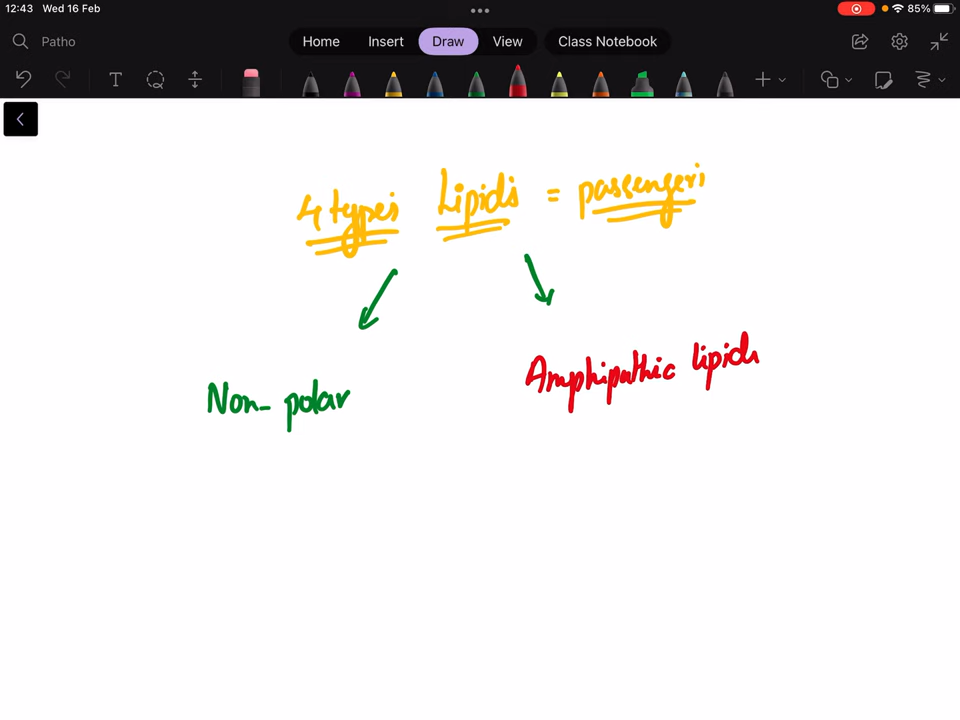 12:43 Wed 16 Feb 85%
Patho Home Insert Draw View Class Notebook
T
4 types Lipids = passengers
Non-polar
Amphipathic lipids